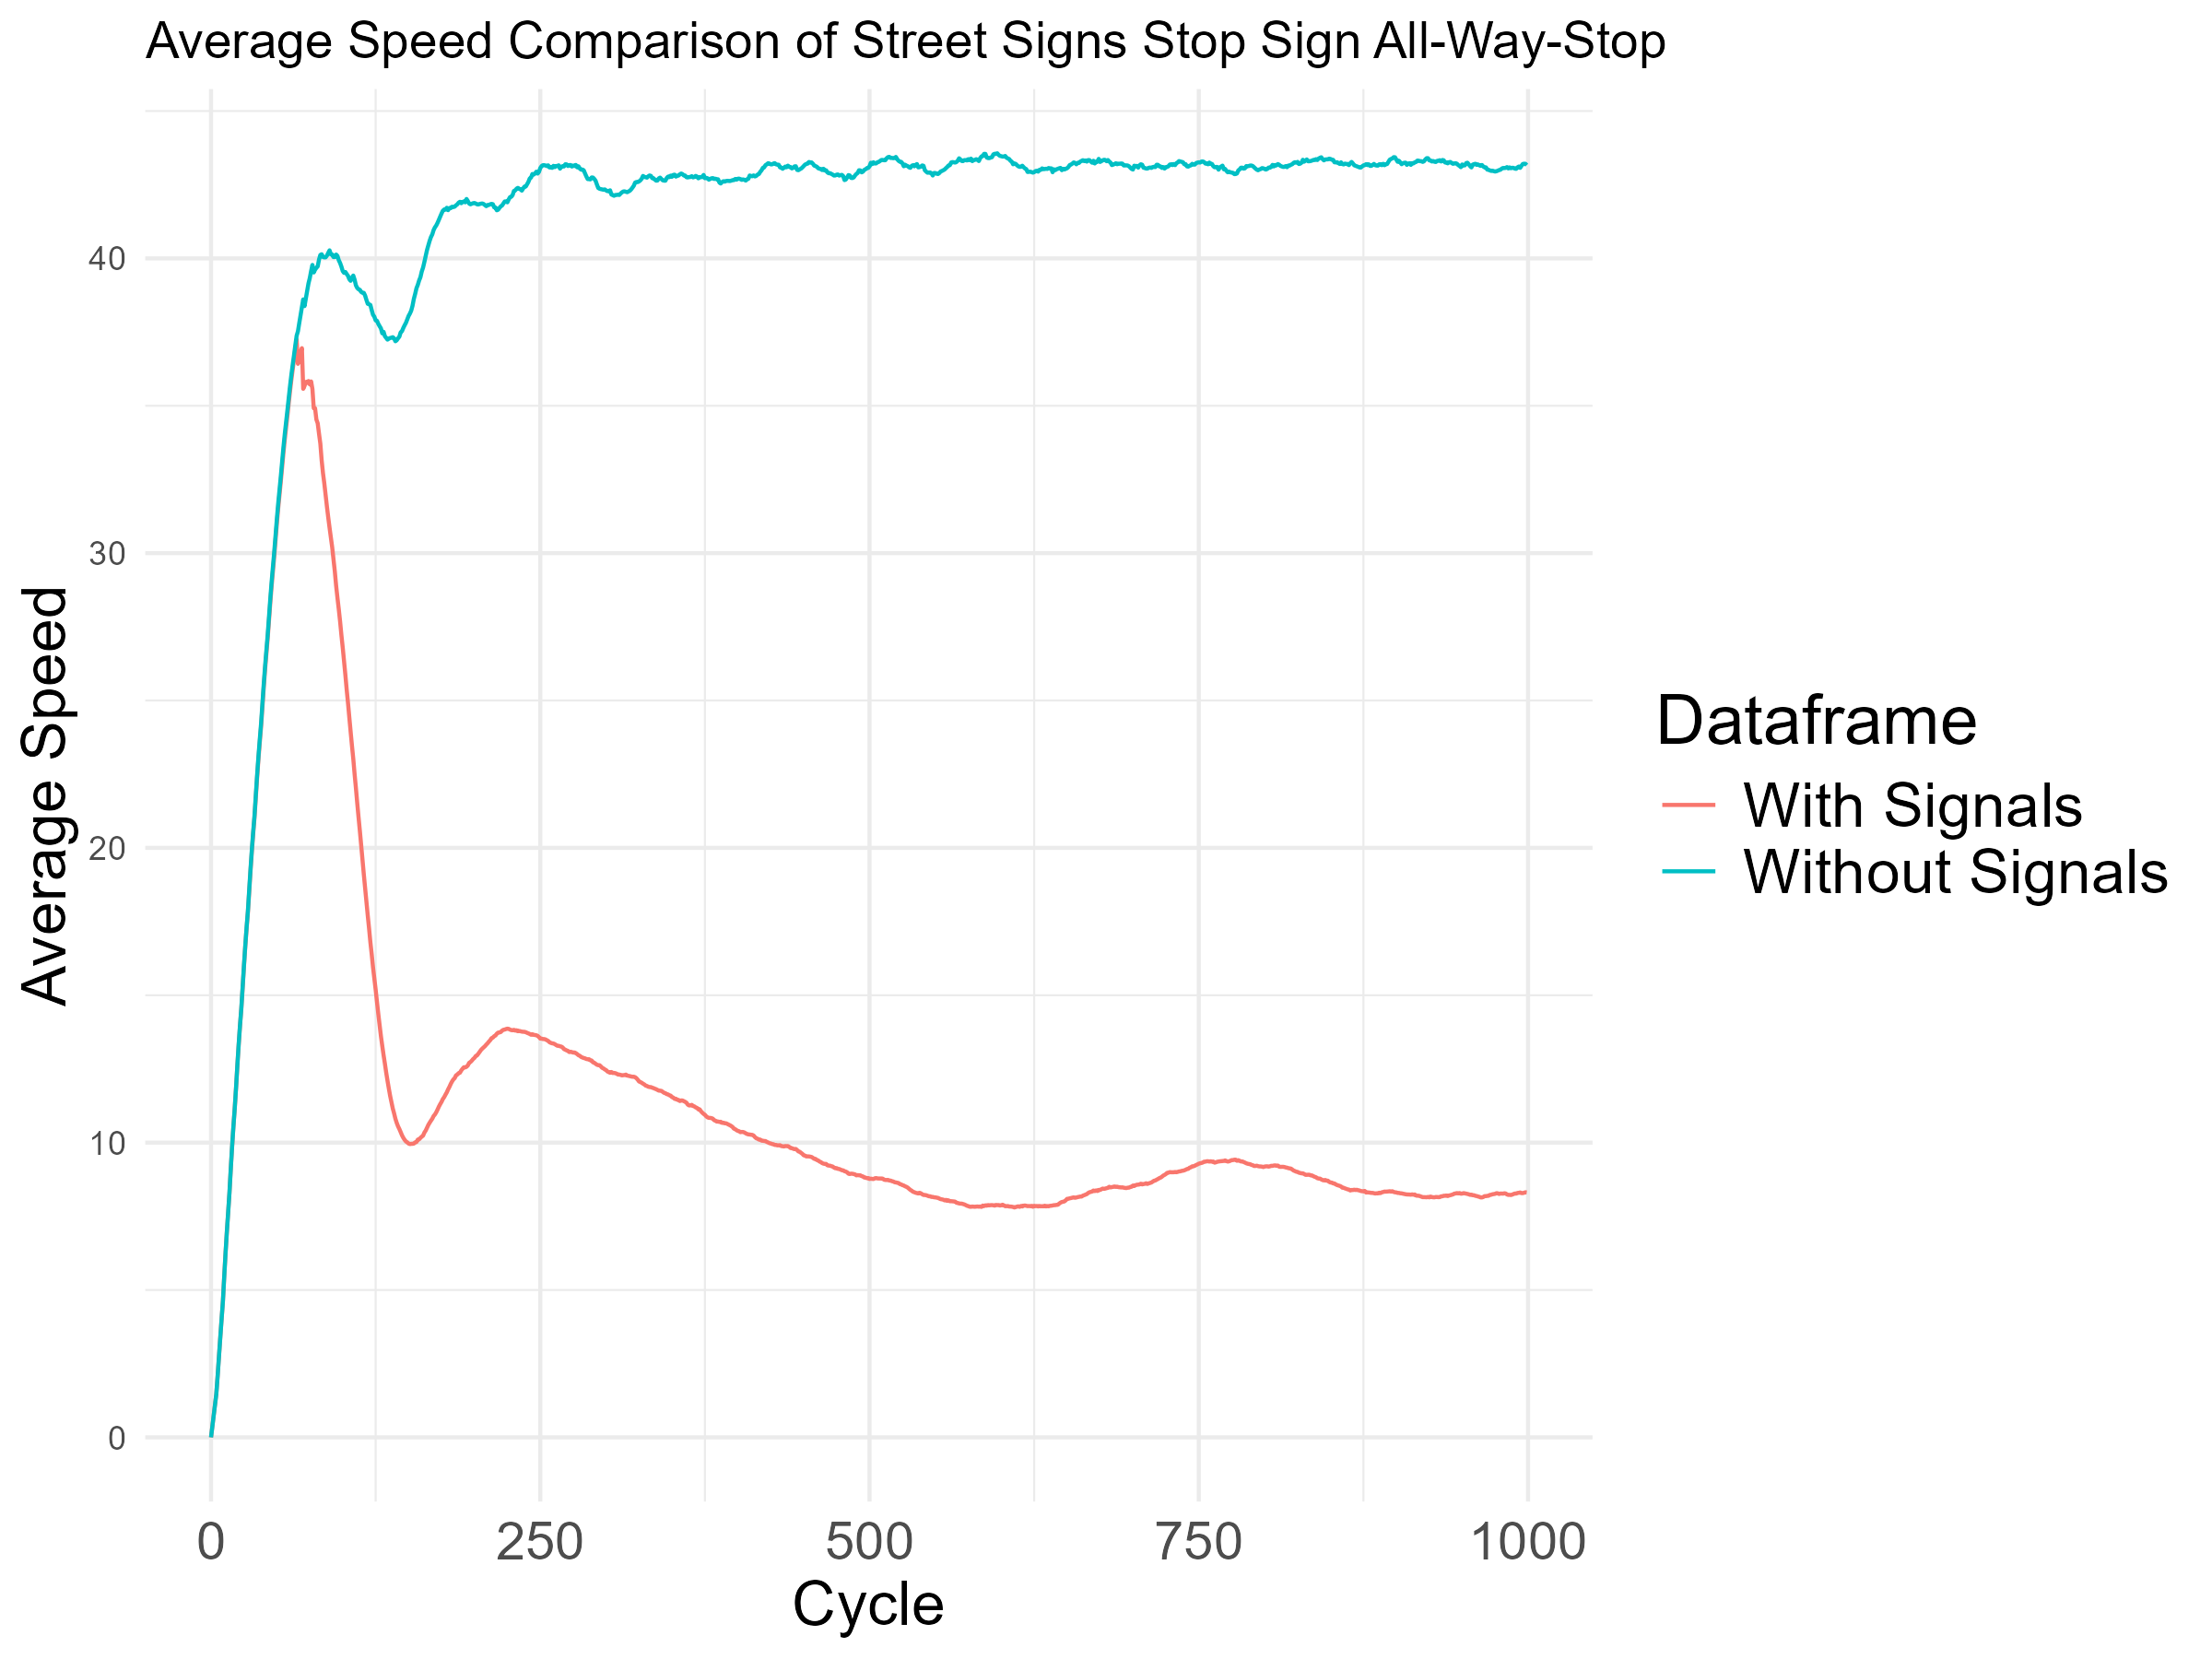 Average Speed Comparison of Street Signs Stop Sign All-Way-Stop
Average Speed
40
30
20
10
0
0 250 500 750 1000
Cycle
Dataframe
With Signals
Without Signals